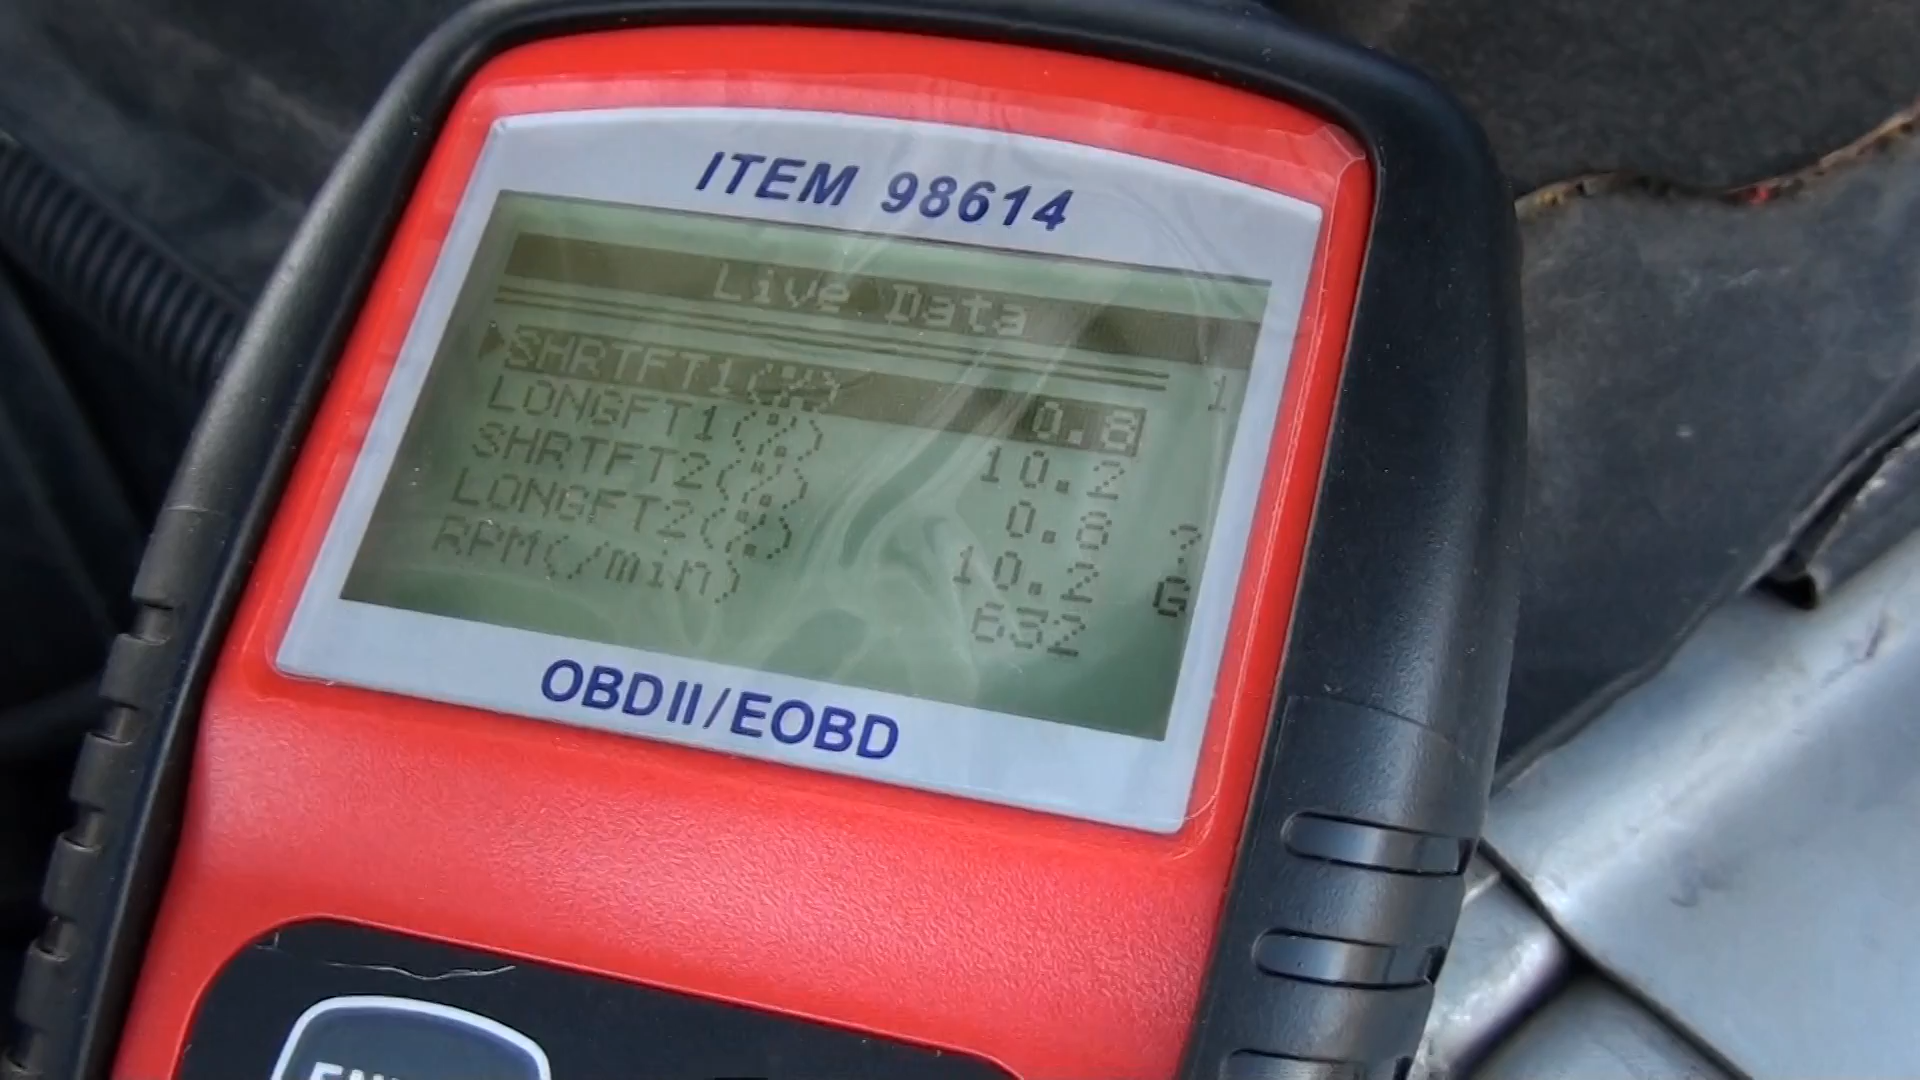 ITEM 98614
Live Data
SHRTFT1(%) 0.8 1
LONGFT1(%) 10.2
SHRTFT2(%) 0.8 ?
LONGFT2(%) 10.2 G
RPM(/min) 632
OBDII/EOBD